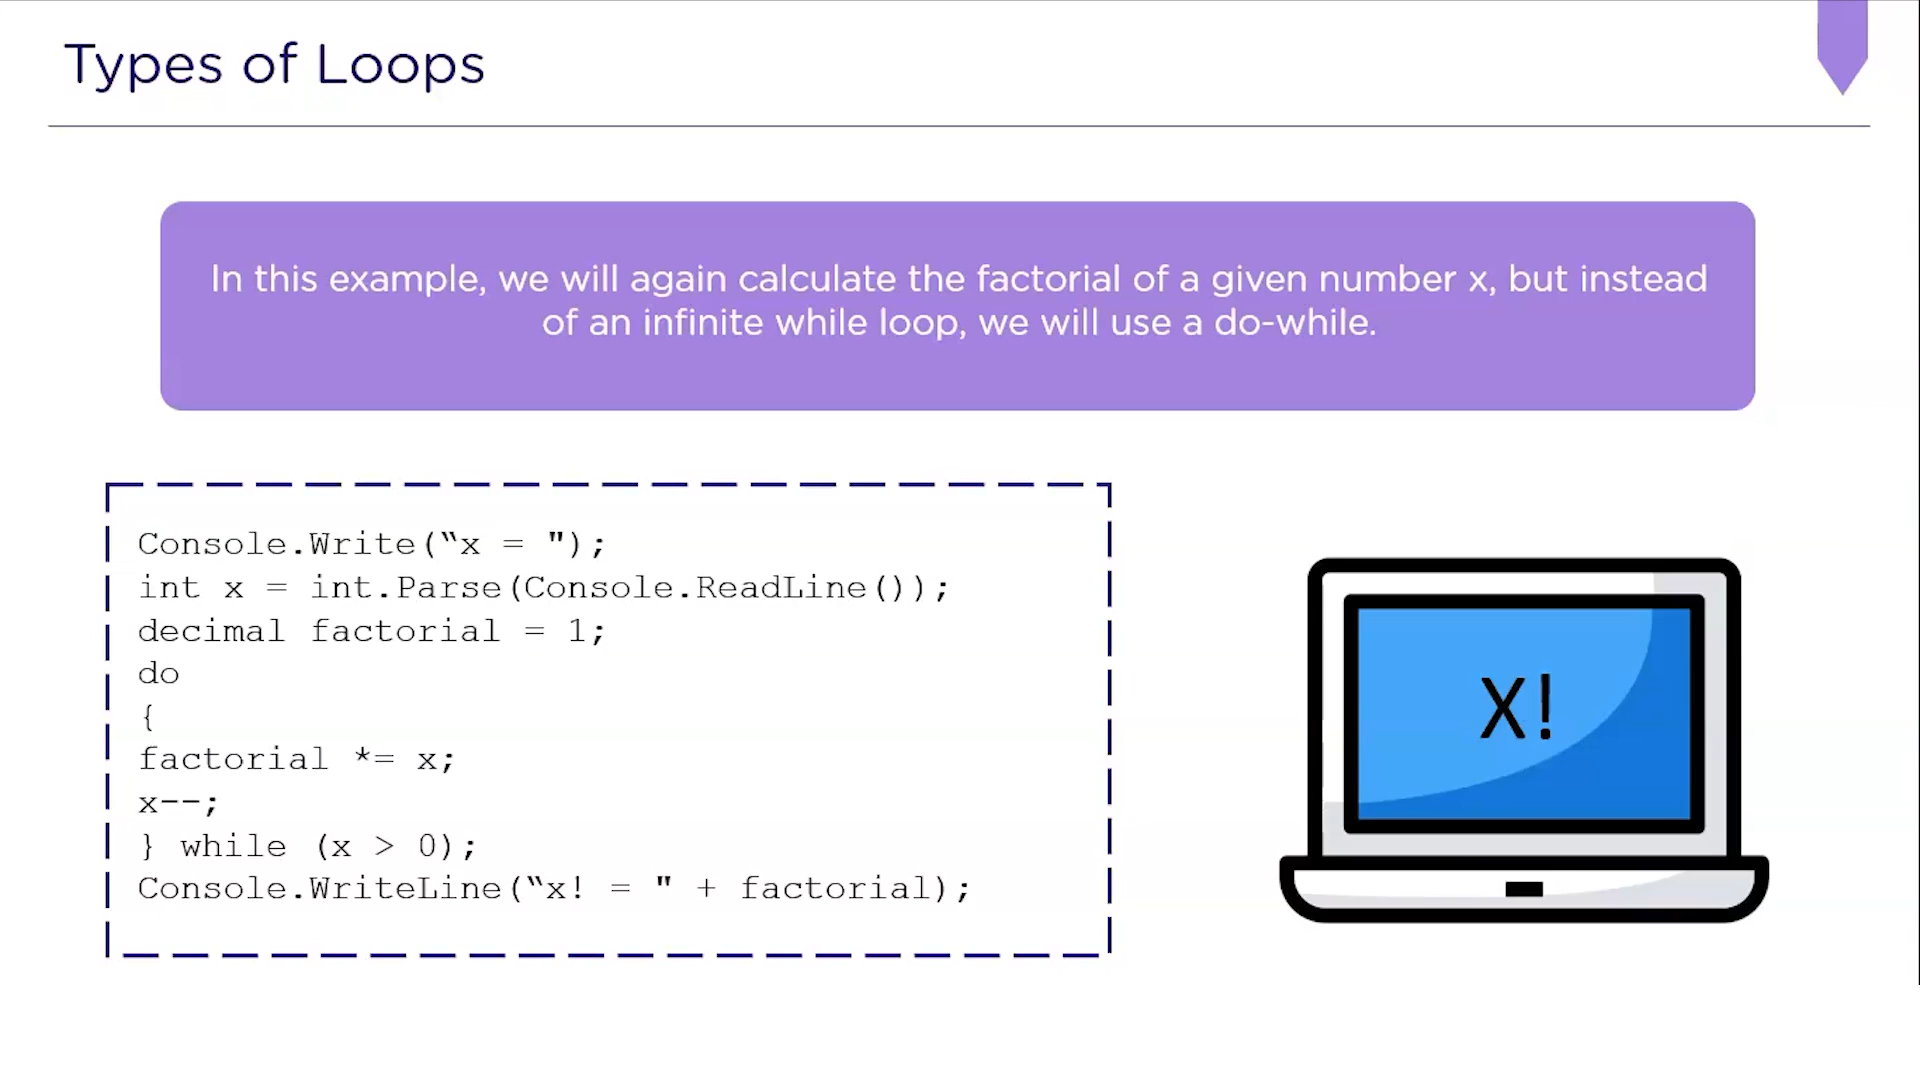 Types of Loops
In this example, we will again calculate the factorial of a given number x, but instead
of an infinite while loop, we will use a do-while.
Console.Write(“x = ");
int x = int.Parse(Console.ReadLine());
decimal factorial = 1;
do
{
factorial *= x;
x--;
} while (x > 0);
Console.WriteLine(“x! = " + factorial);
X!